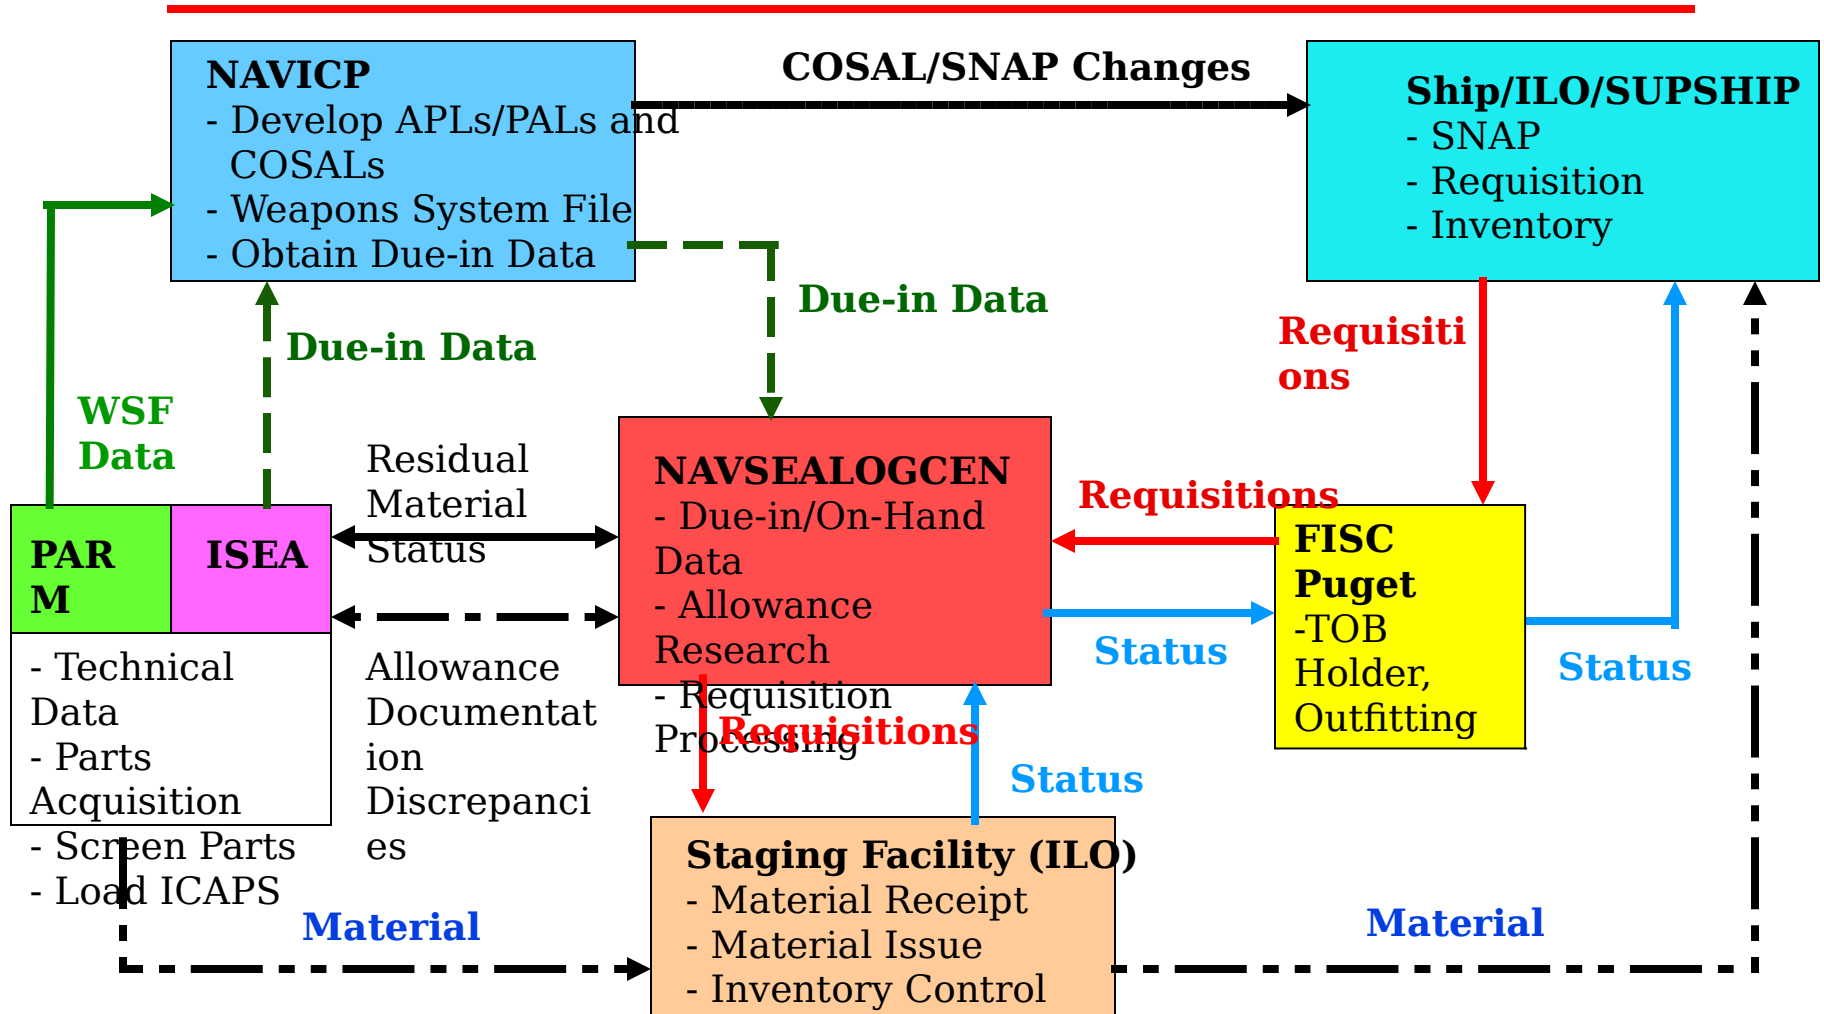 NAVICP
- Develop APLs/PALs and
COSALs
- Weapons System File
- Obtain Due-in Data
COSAL/SNAP Changes
Ship/ILO/SUPSHIP
- SNAP
- Requisition
- Inventory
Due-in Data
Due-in Data
Requisiti
ons
WSF
Data
Residual
Material
Status
PAR
M
ISEA
- Technical
Data
- Parts
Acquisition
- Screen Parts
- Load ICAPS
Allowance
Documentat
ion
Discrepanci
es
NAVSEALOGCEN
- Due-in/On-Hand
Data
- Allowance
Research
- Requisition
Processing
Requisitions
Status
FISC
Puget
-TOB
Holder,
Outfitting
Status
Requisitions
Status
Staging Facility (ILO)
- Material Receipt
- Material Issue
- Inventory Control
Material
Material